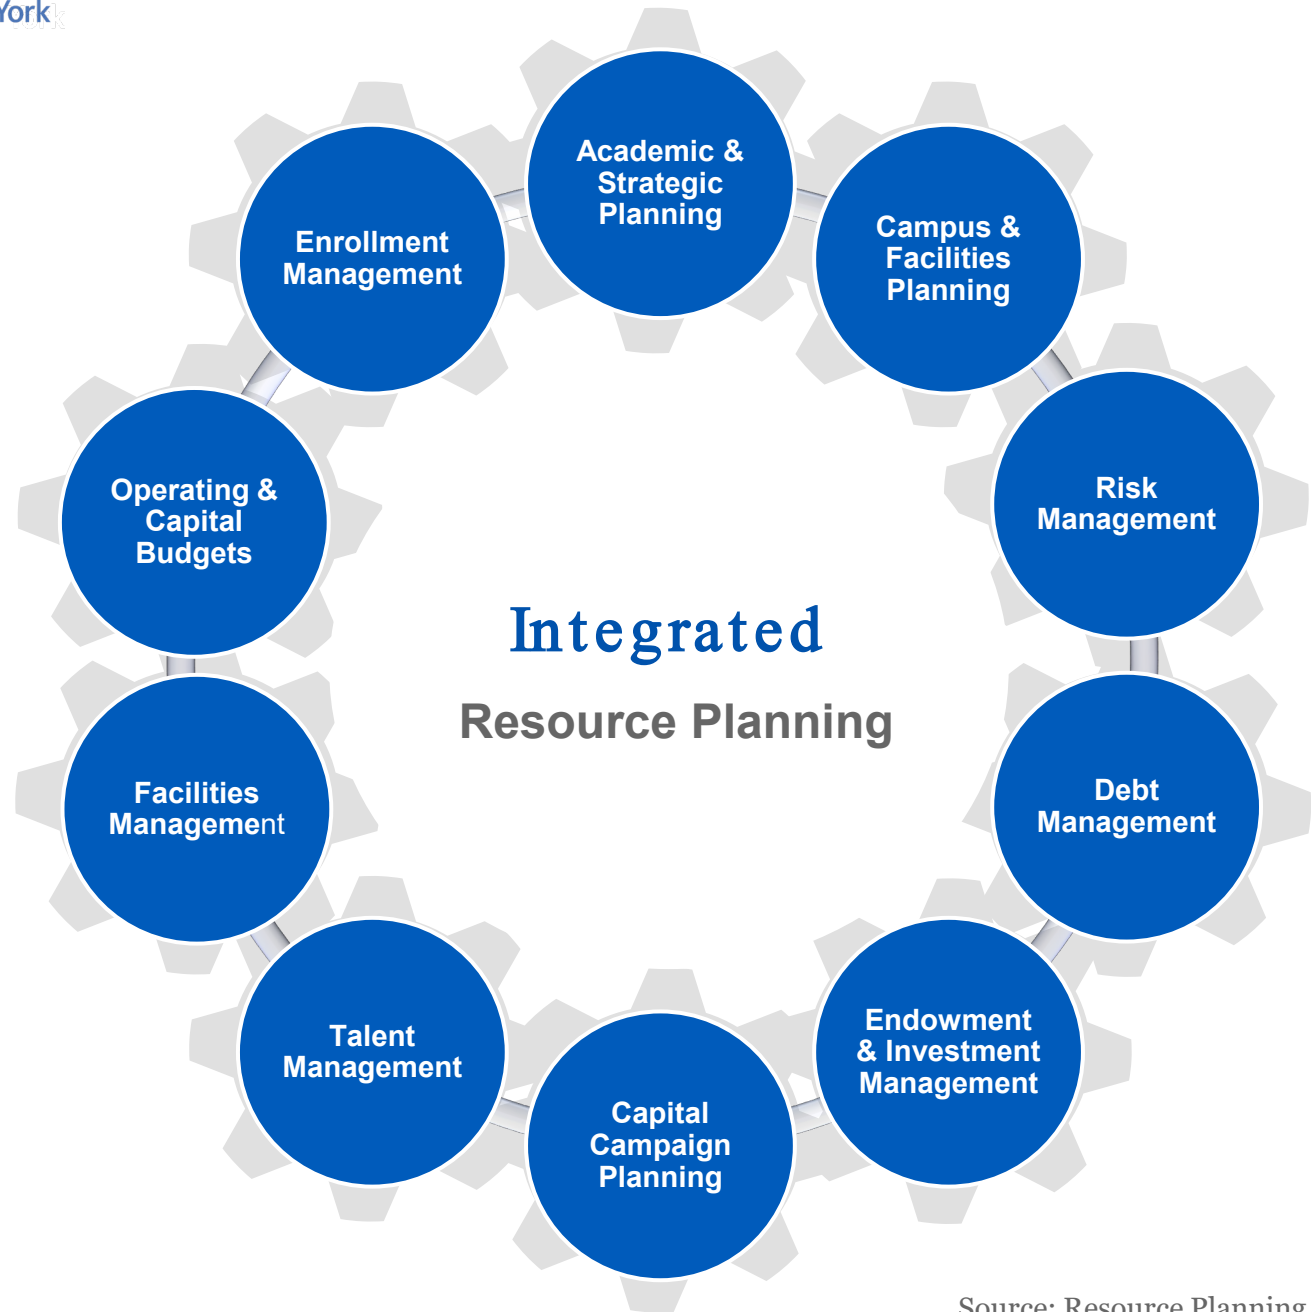 York
Academic &
Strategic
Planning
Campus &
Facilities
Planning
Enrollment
Management
Risk
Management
Operating &
Capital
Budgets
Integrated
Resource Planning
Debt
Management
Facilities
Management
Endowment
& Investment
Management
Talent
Management
Capital
Campaign
Planning
Source: Resource Planning